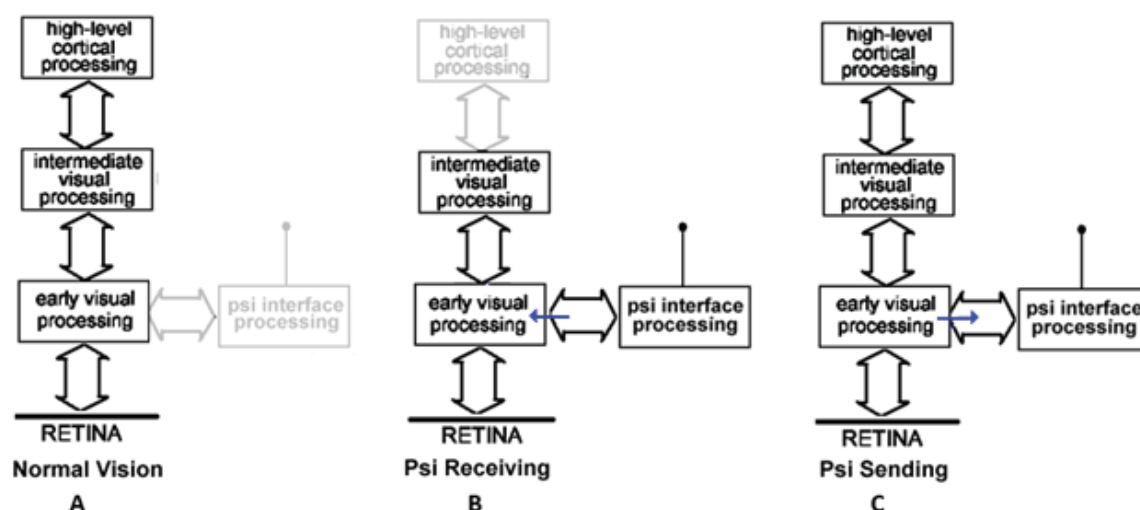 high-level
cortical
processing
intermediate
visual
processing
early visual
processing
psi interface
processing
RETINA
Normal Vision
A
high-level
cortical
processing
intermediate
visual
processing
early visual
processing
psi interface
processing
RETINA
Psi Receiving
B
high-level
cortical
processing
intermediate
visual
processing
early visual
processing
psi interface
processing
RETINA
Psi Sending
C